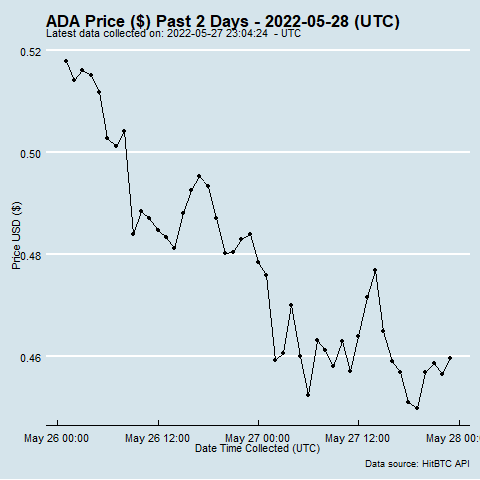 ADA Price ($) Past 2 Days - 2022-05-28 (UTC)
Latest data collected on: 2022-05-27 23:04:24 - UTC
0.52
0.50
0.48
0.46
Price USD ($)
May 26 00:00 May 26 12:00 May 27 00:00 May 27 12:00 May 28 00:
Date Time Collected (UTC)
Data source: HitBTC API